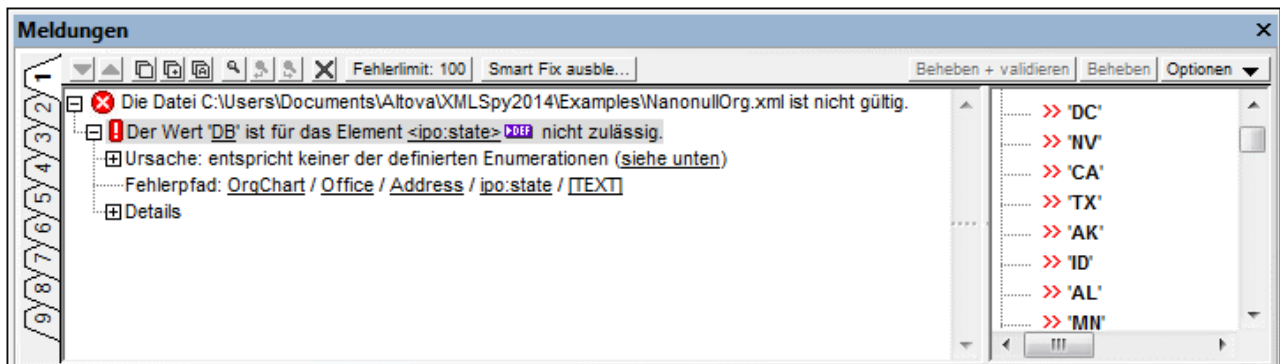 Meldungen
Fehlerlimit: 100 Smart Fix ausble... Beheben + validieren Beheben Optionen
1
2
3
4
5
6
7
8
9
Die Datei C:\Users\Documents\Altova\XMLSpy2014\Examples\NanonullOrg.xml ist nicht gültig.
Der Wert 'DB' ist für das Element <ipo:state> DEF nicht zulässig.
Ursache: entspricht keiner der definierten Enumerationen (siehe unten)
Fehlerpfad: OrgChart / Office / Address / ipo:state / [TEXT]
Details
>> 'DC'
>> 'NV'
>> 'CA'
>> 'TX'
>> 'AK'
>> 'ID'
>> 'AL'
>> 'MN'